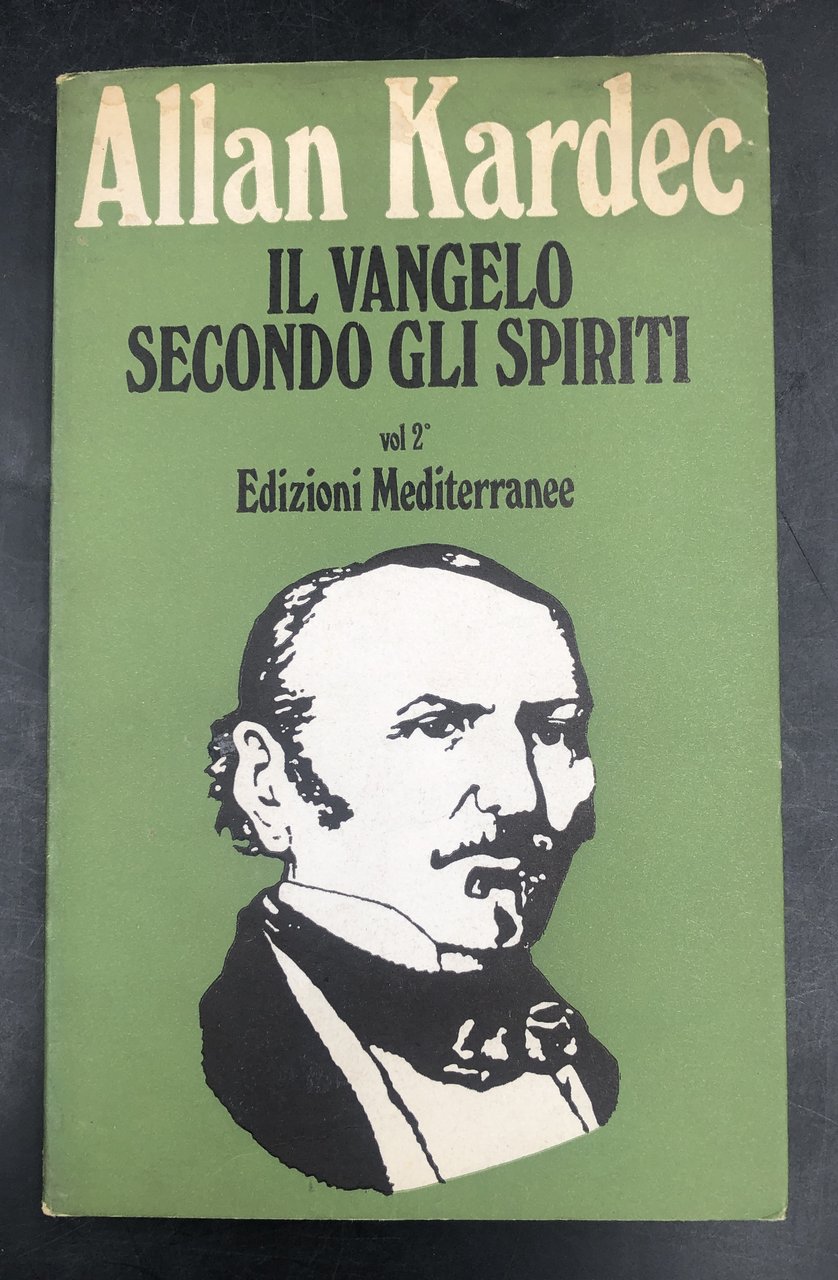 Allan Kardec
IL VANGELO
SECONDO GLI SPIRITI
vol 2°
Edizioni Mediterranee